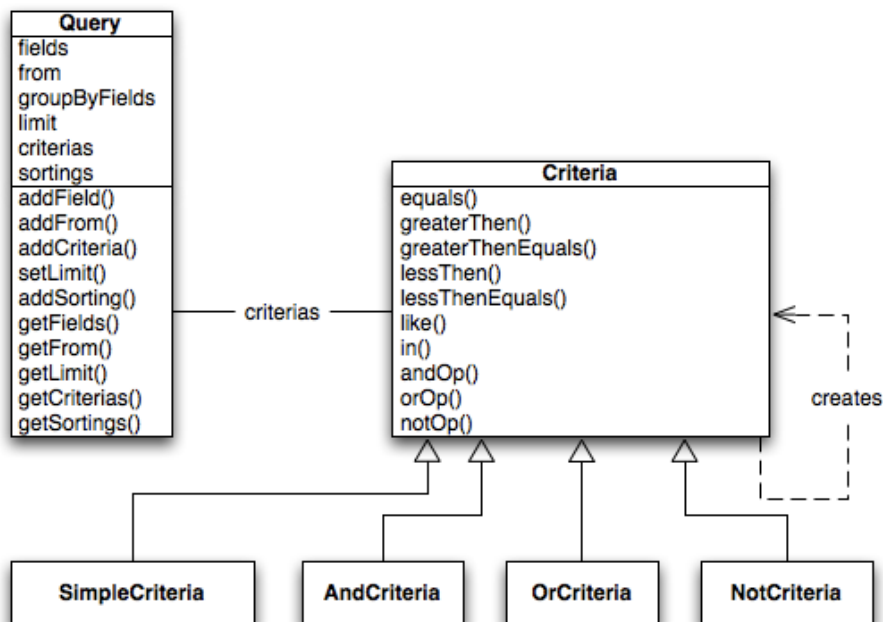 Query
fields
from
groupByFields
limit
criterias
sortings
addField()
addFrom()
addCriteria()
setLimit()
addSorting()
getFields()
getFrom()
getLimit()
getCriterias()
getSortings()
criterias
Criteria
equals()
greaterThen()
greaterThenEquals()
lessThen()
lessThenEquals()
like()
in()
andOp()
orOp()
notOp()
creates
SimpleCriteria
AndCriteria
OrCriteria
NotCriteria